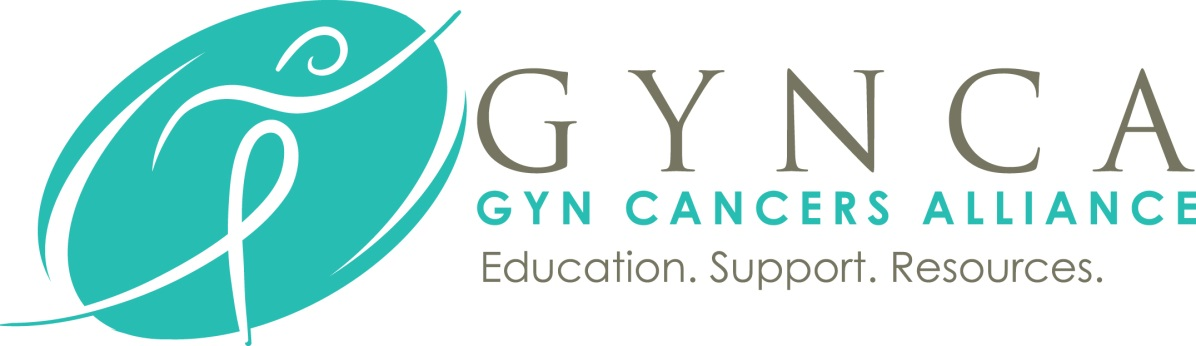 GYNCA
GYN CANCERS ALLIANCE
Education. Support. Resources.